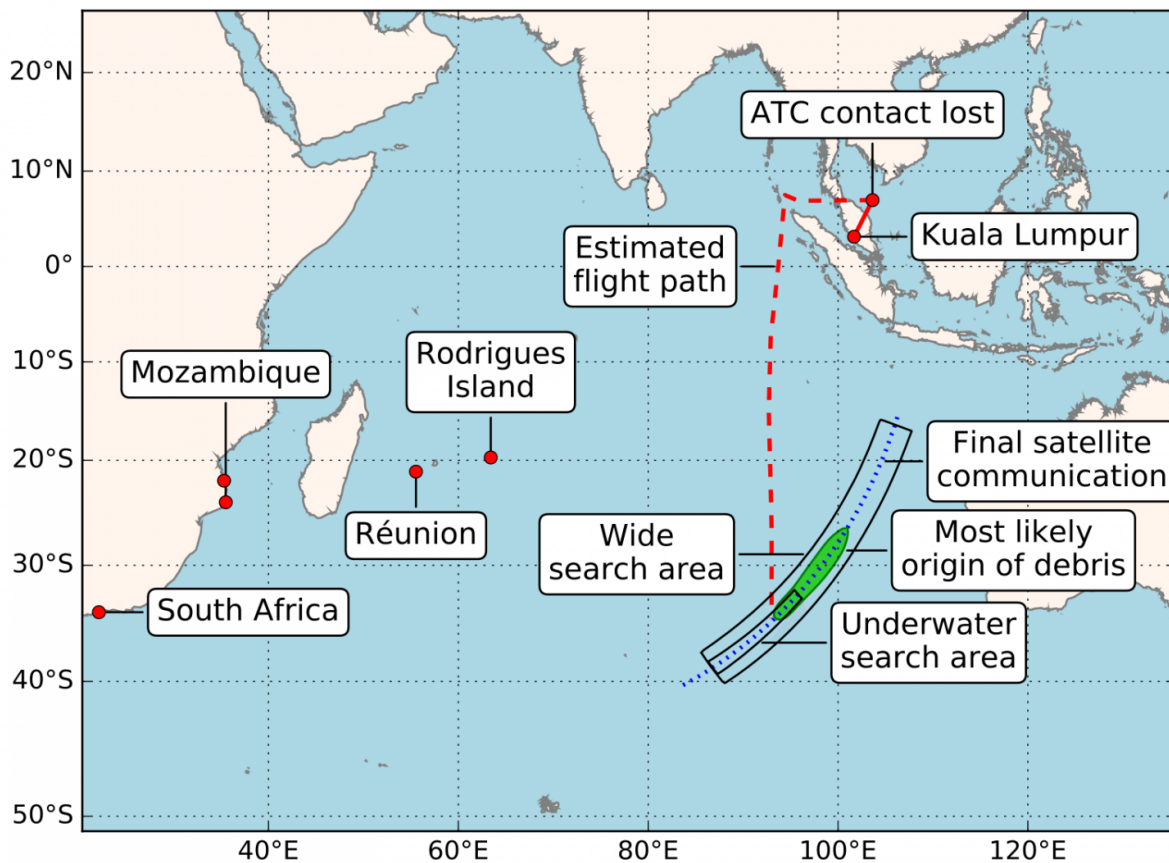 20°N
10°N
0°
10°S
20°S
30°S
40°S
50°S
ATC contact lost
Kuala Lumpur
Estimated
flight path
Rodrigues
Island
Mozambique
Final satellite
communication
Réunion
Wide
search area
Most likely
origin of debris
South Africa
Underwater
search area
40°E
60°E
80°E
100°E
120°E